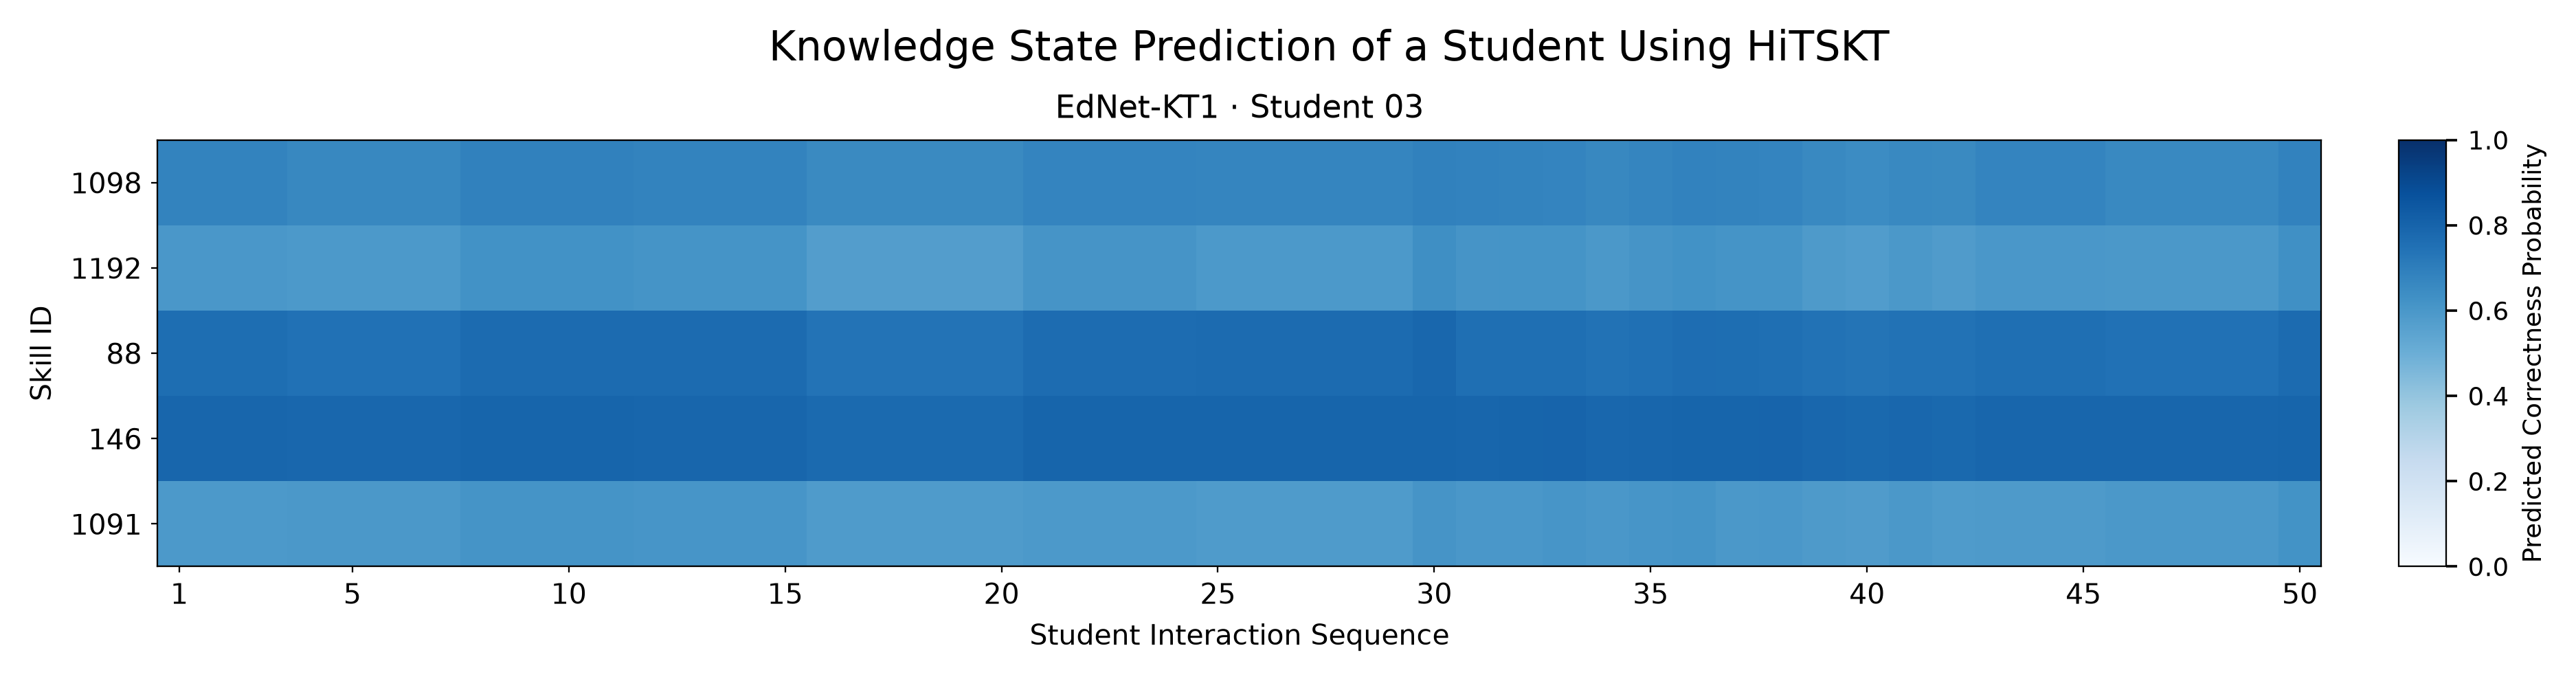 Knowledge State Prediction of a Student Using HiTSKT
EdNet-KT1 · Student 03
Skill ID
1098
1192
88
146
1091
1 5 10 15 20 25 30 35 40 45 50
Student Interaction Sequence
1.0
0.8
0.6
0.4
0.2
0.0
Predicted Correctness Probability